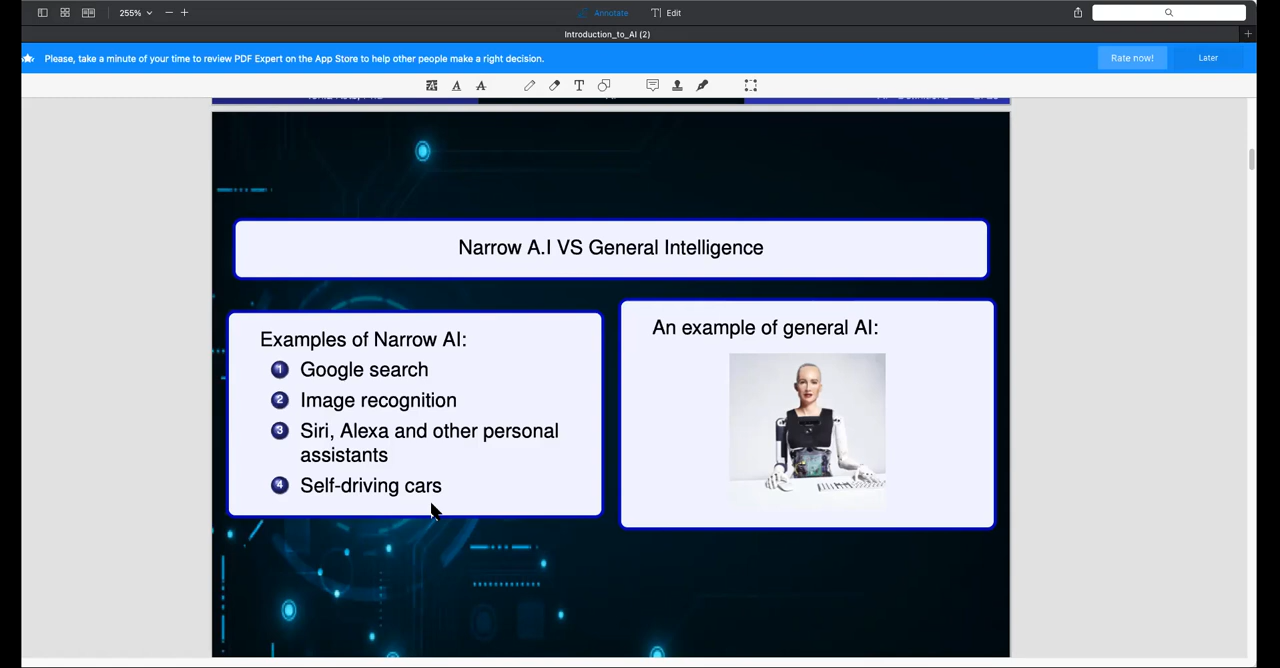 255%
Annotate
Edit
Introduction_to_AI (2)
Please, take a minute of your time to review PDF Expert on the App Store to help other people make a right decision.
Rate now!
Later
Narrow A.I VS General Intelligence
Examples of Narrow AI:
1 Google search
2 Image recognition
3 Siri, Alexa and other personal
assistants
4 Self-driving cars
An example of general AI: